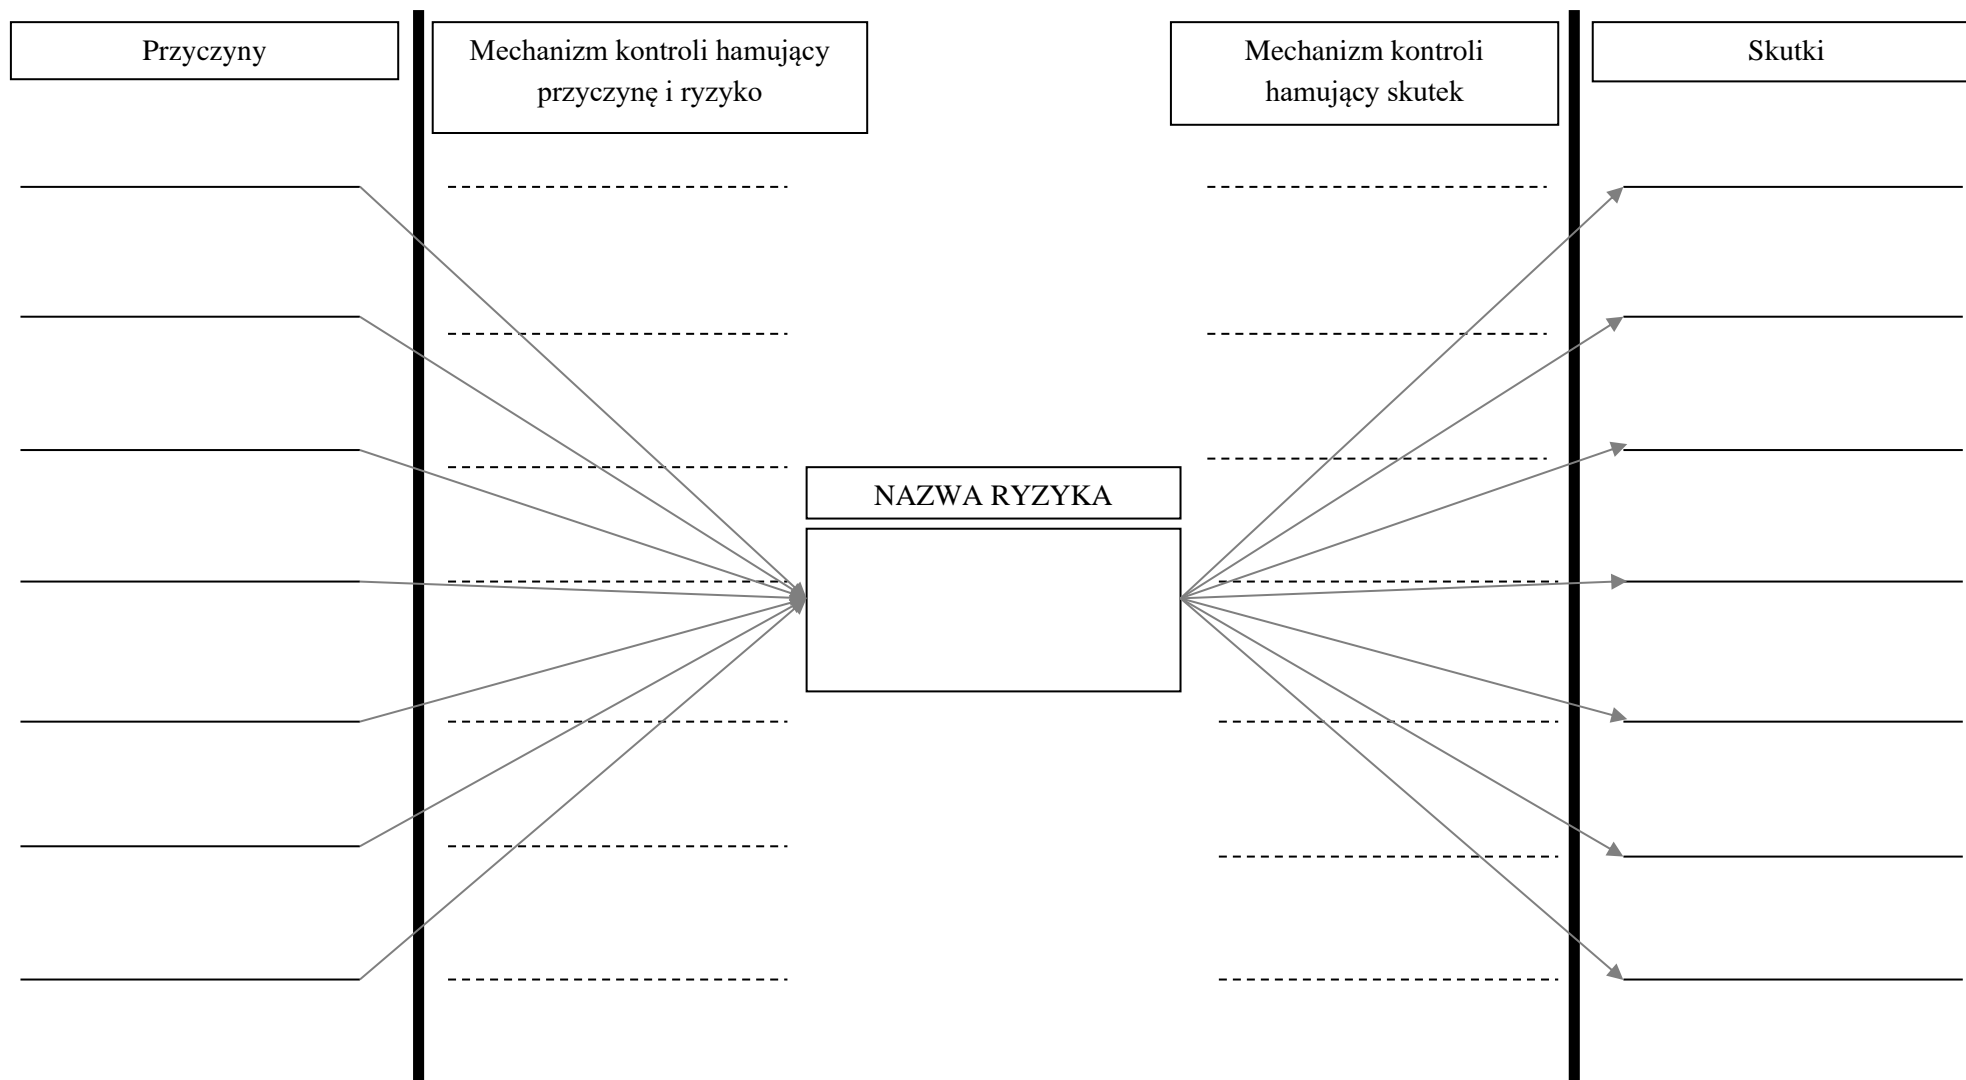 Przyczyny
Mechanizm kontroli hamujący
przyczynę i ryzyko
Mechanizm kontroli
hamujący skutek
Skutki
NAZWA RYZYKA